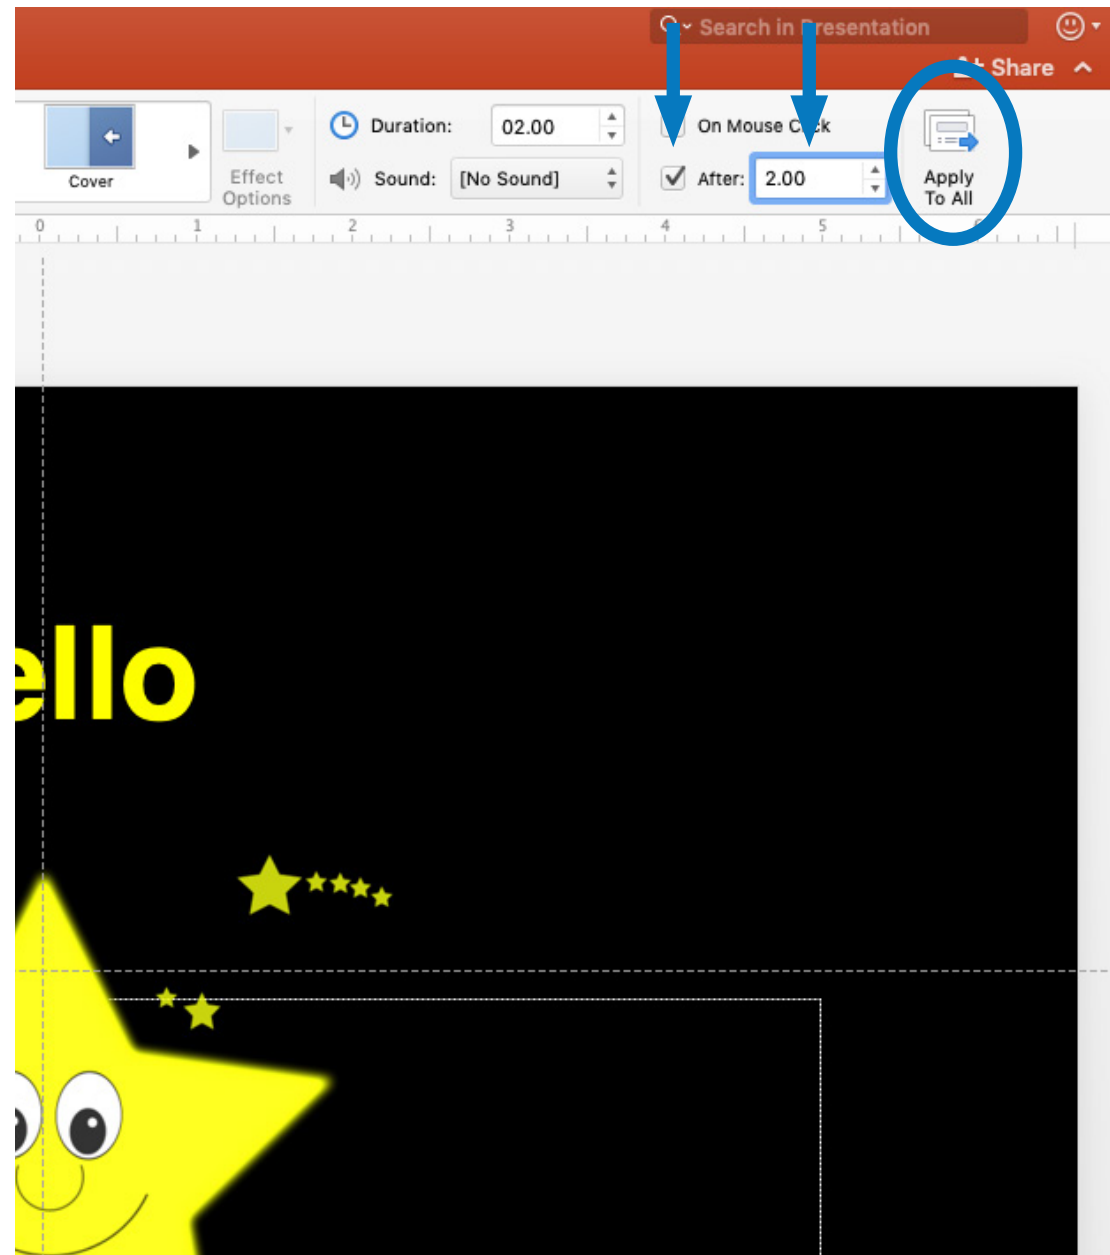 Search in Presentation
Share
Duration: 02.00
On Mouse Click
Cover
Effect
Options
Sound: [No Sound]
After: 2.00
Apply
To All
0 1 2 3 4 5 6
ello